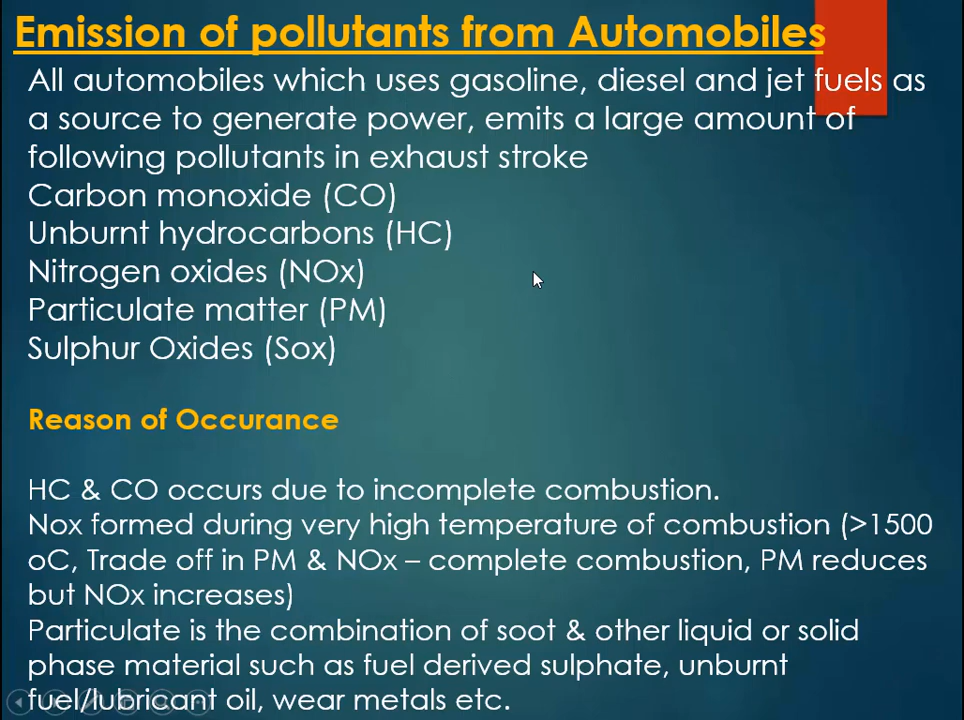 Emission of pollutants from Automobiles
All automobiles which uses gasoline, diesel and jet fuels as
a source to generate power, emits a large amount of
following pollutants in exhaust stroke
Carbon monoxide (CO)
Unburnt hydrocarbons (HC)
Nitrogen oxides (NOx)
Particulate matter (PM)
Sulphur Oxides (Sox)
Reason of Occurance
HC & CO occurs due to incomplete combustion.
Nox formed during very high temperature of combustion (>1500
oC, Trade off in PM & NOx – complete combustion, PM reduces
but NOx increases)
Particulate is the combination of soot & other liquid or solid
phase material such as fuel derived sulphate, unburnt
fuel/lubricant oil, wear metals etc.